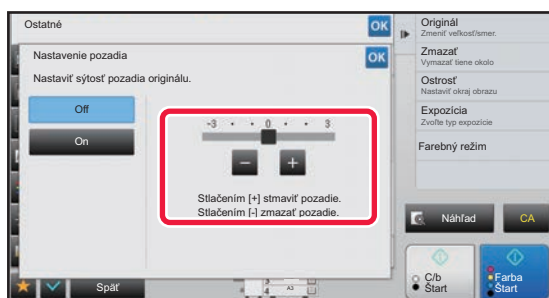 Ostatné
OK
Nastavenie pozadia
OK
Nastaviť sýtosť pozadia originálu.
Off
On
-3 • • 0 • • 3
− +
Stlačením [+] stmaviť pozadie.
Stlačením [-] zmazať pozadie.
Späť
A3
4
Originál
Zmeniť veľkosť/smer.
Zmazať
Vymazať tiene okolo
Ostrosť
Nastaviť okraj obrazu
Expozícia
Zvoľte typ expozície
Farebný režim
Náhľad
CA
C/b
Štart
Farba
Štart